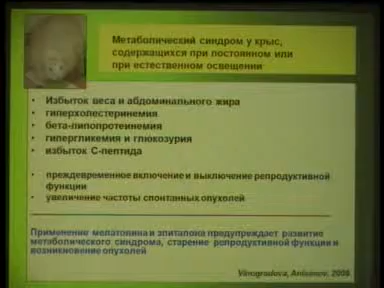 Метаболический синдром у крыс,
содержащихся при постоянном или
при естественном освещении
• Избыток веса и абдоминального жира
• гиперхолестеринемия
• бета-липопротеинемия
• гипергликемия и глюкозурия
• избыток С-пептида
• преждевременное включение и выключение репродуктивной
функции
• увеличение частоты спонтанных опухолей
Применение мелатонина и эпиталона предупреждает развитие
метаболического синдрома, старение репродуктивной функции и
возникновение опухолей
Vinogradova, Anisimov,